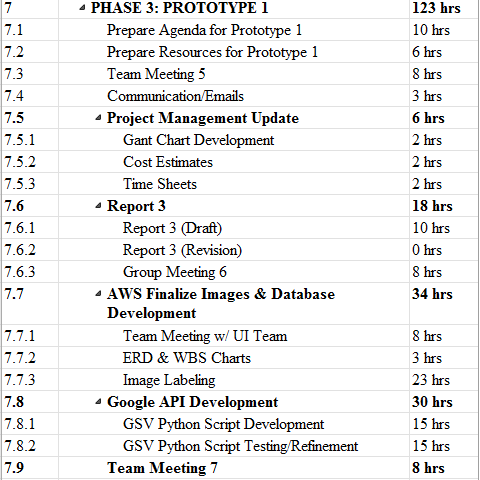 7 PHASE 3: PROTOTYPE 1 123 hrs
7.1 Prepare Agenda for Prototype 1 10 hrs
7.2 Prepare Resources for Prototype 1 6 hrs
7.3 Team Meeting 5 8 hrs
7.4 Communication/Emails 3 hrs
7.5 Project Management Update 6 hrs
7.5.1 Gant Chart Development 2 hrs
7.5.2 Cost Estimates 2 hrs
7.5.3 Time Sheets 2 hrs
7.6 Report 3 18 hrs
7.6.1 Report 3 (Draft) 10 hrs
7.6.2 Report 3 (Revision) 0 hrs
7.6.3 Group Meeting 6 8 hrs
7.7 AWS Finalize Images & Database 34 hrs
Development
7.7.1 Team Meeting w/ UI Team 8 hrs
7.7.2 ERD & WBS Charts 3 hrs
7.7.3 Image Labeling 23 hrs
7.8 Google API Development 30 hrs
7.8.1 GSV Python Script Development 15 hrs
7.8.2 GSV Python Script Testing/Refinement 15 hrs
7.9 Team Meeting 7 8 hrs